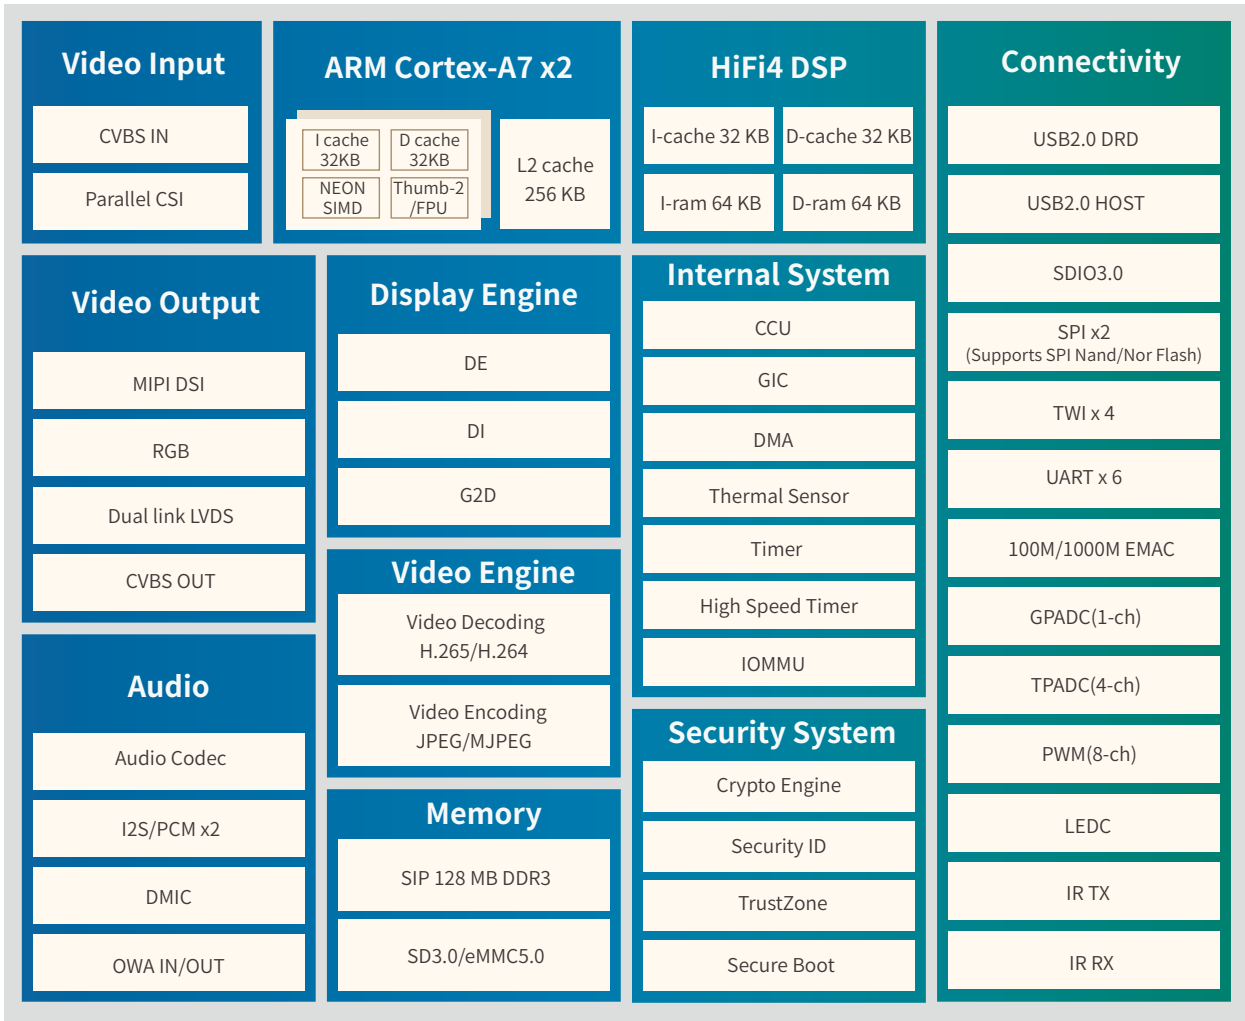 Video Input
CVBS IN
Parallel CSI
ARM Cortex-A7 x2
I cache
32KB
D cache
32KB
NEON
SIMD
Thumb-2
/FPU
L2 cache
256 KB
HiFi4 DSP
I-cache 32 KB
D-cache 32 KB
I-ram 64 KB
D-ram 64 KB
Connectivity
USB2.0 DRD
USB2.0 HOST
SDIO3.0
SPI x2
(Supports SPI Nand/Nor Flash)
TWI x 4
UART x 6
100M/1000M EMAC
GPADC(1-ch)
TPADC(4-ch)
PWM(8-ch)
LEDC
IR TX
IR RX
Video Output
MIPI DSI
RGB
Dual link LVDS
CVBS OUT
Display Engine
DE
DI
G2D
Internal System
CCU
GIC
DMA
Thermal Sensor
Timer
High Speed Timer
IOMMU
Video Engine
Video Decoding
H.265/H.264
Video Encoding
JPEG/MJPEG
Audio
Audio Codec
I2S/PCM x2
DMIC
OWA IN/OUT
Memory
SIP 128 MB DDR3
SD3.0/eMMC5.0
Security System
Crypto Engine
Security ID
TrustZone
Secure Boot